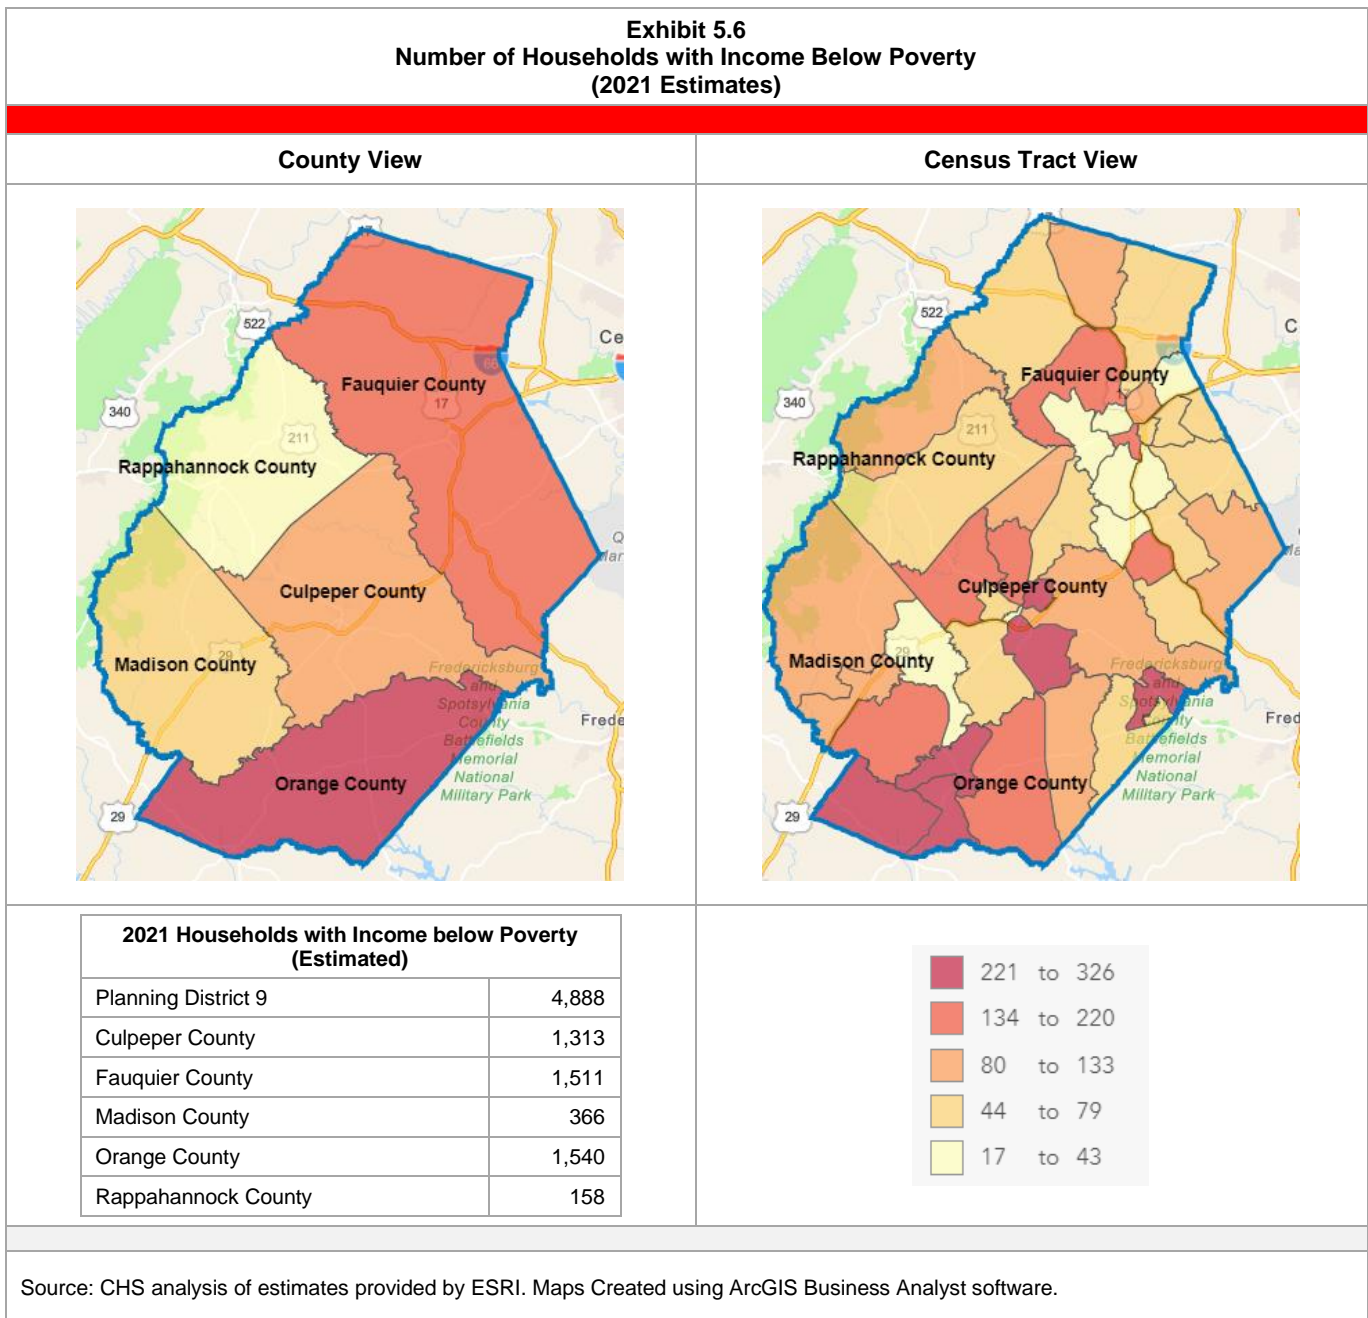 Exhibit 5.6
Number of Households with Income Below Poverty
(2021 Estimates)
County View
Census Tract View
17
522
Ce
66
Fauquier County
17
340
211
Rappahannock County
Culpeper County
Madison County
29
Fredericksburg
and
Spotsylvania
County
Battlefields
Memorial
National
Military Park
Frede
Orange County
29
522
C
Fauquier County
340
211
Rappahannock County
Culpeper County
Madison County
29
Fredericksburg
and
Spotsylvania
County
Battlefields
Memorial
National
Military Park
Fred
Orange County
29
2021 Households with Income below Poverty
(Estimated)
Planning District 9 4,888
Culpeper County 1,313
Fauquier County 1,511
Madison County 366
Orange County 1,540
Rappahannock County 158
221 to 326
134 to 220
80 to 133
44 to 79
17 to 43
Source: CHS analysis of estimates provided by ESRI. Maps Created using ArcGIS Business Analyst software.